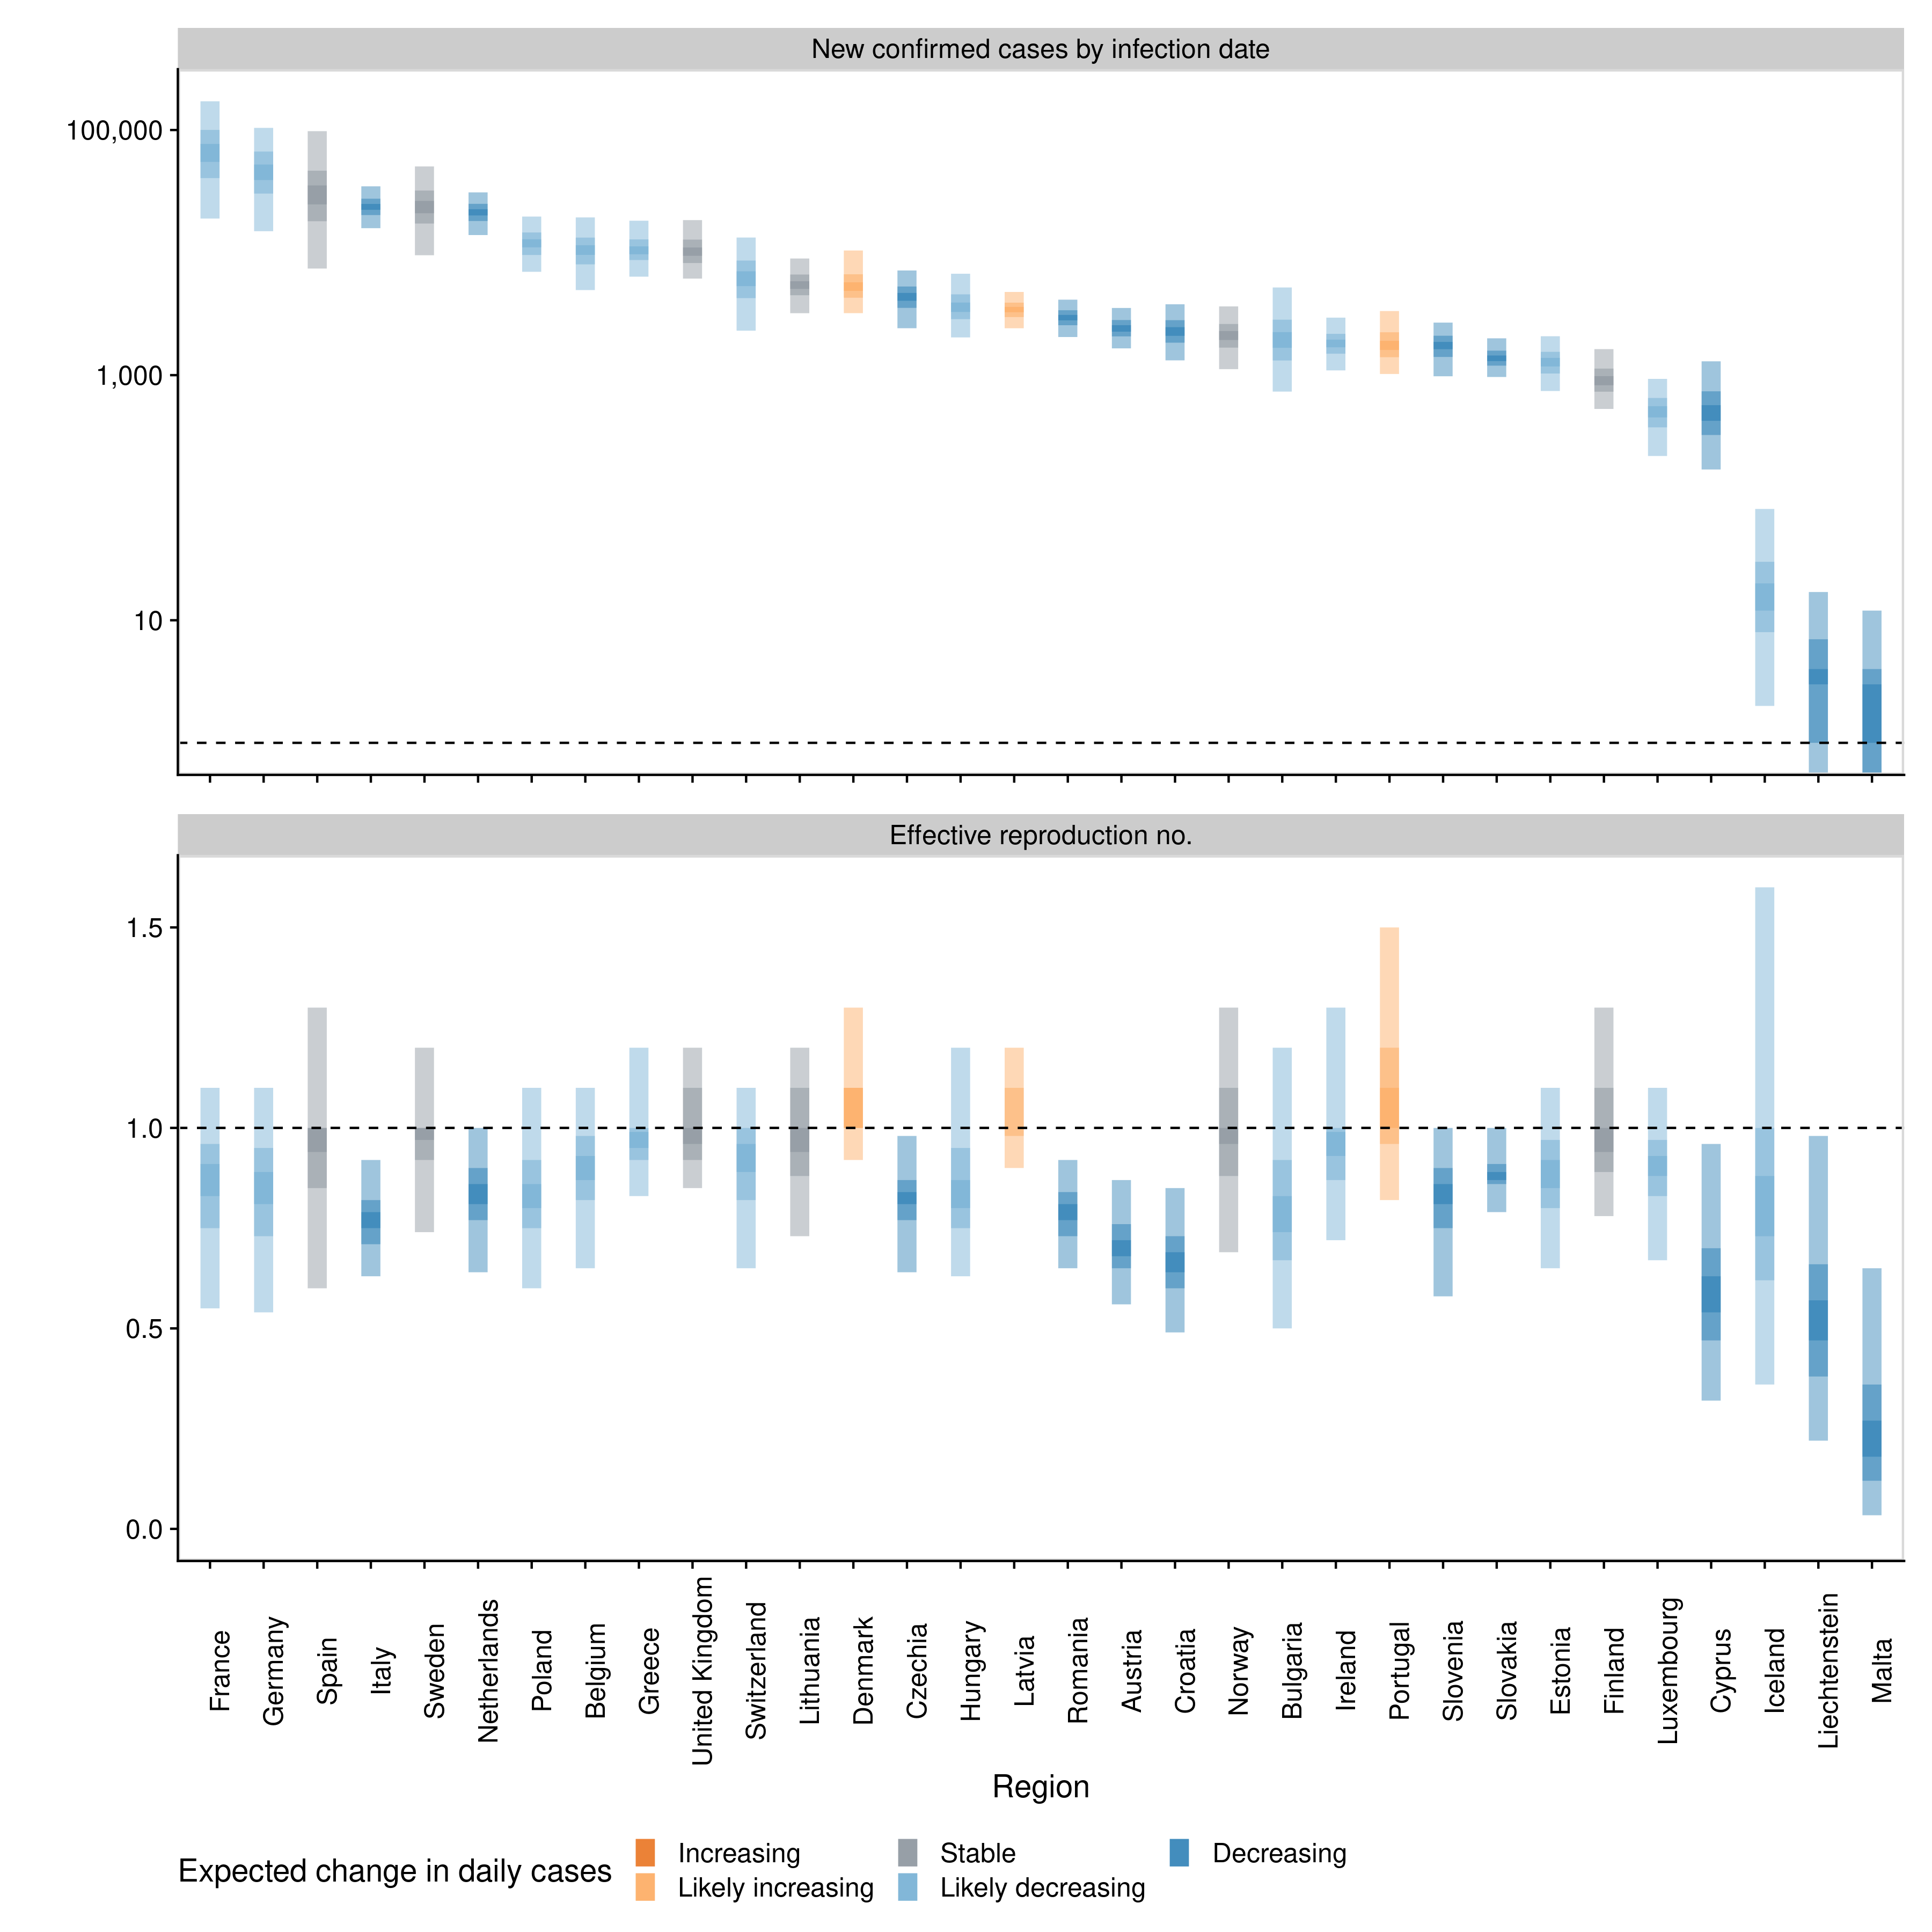 New confirmed cases by infection date
100,000
1,000
10
Effective reproduction no.
1.5
1.0
0.5
0.0
France
Germany
Spain
Italy
Sweden
Netherlands
Poland
Belgium
Greece
United Kingdom
Switzerland
Lithuania
Denmark
Czechia
Hungary
Latvia
Romania
Austria
Croatia
Norway
Bulgaria
Ireland
Portugal
Slovenia
Slovakia
Estonia
Finland
Luxembourg
Cyprus
Iceland
Liechtenstein
Malta
Region
Expected change in daily cases
Increasing
Stable
Decreasing
Likely increasing
Likely decreasing